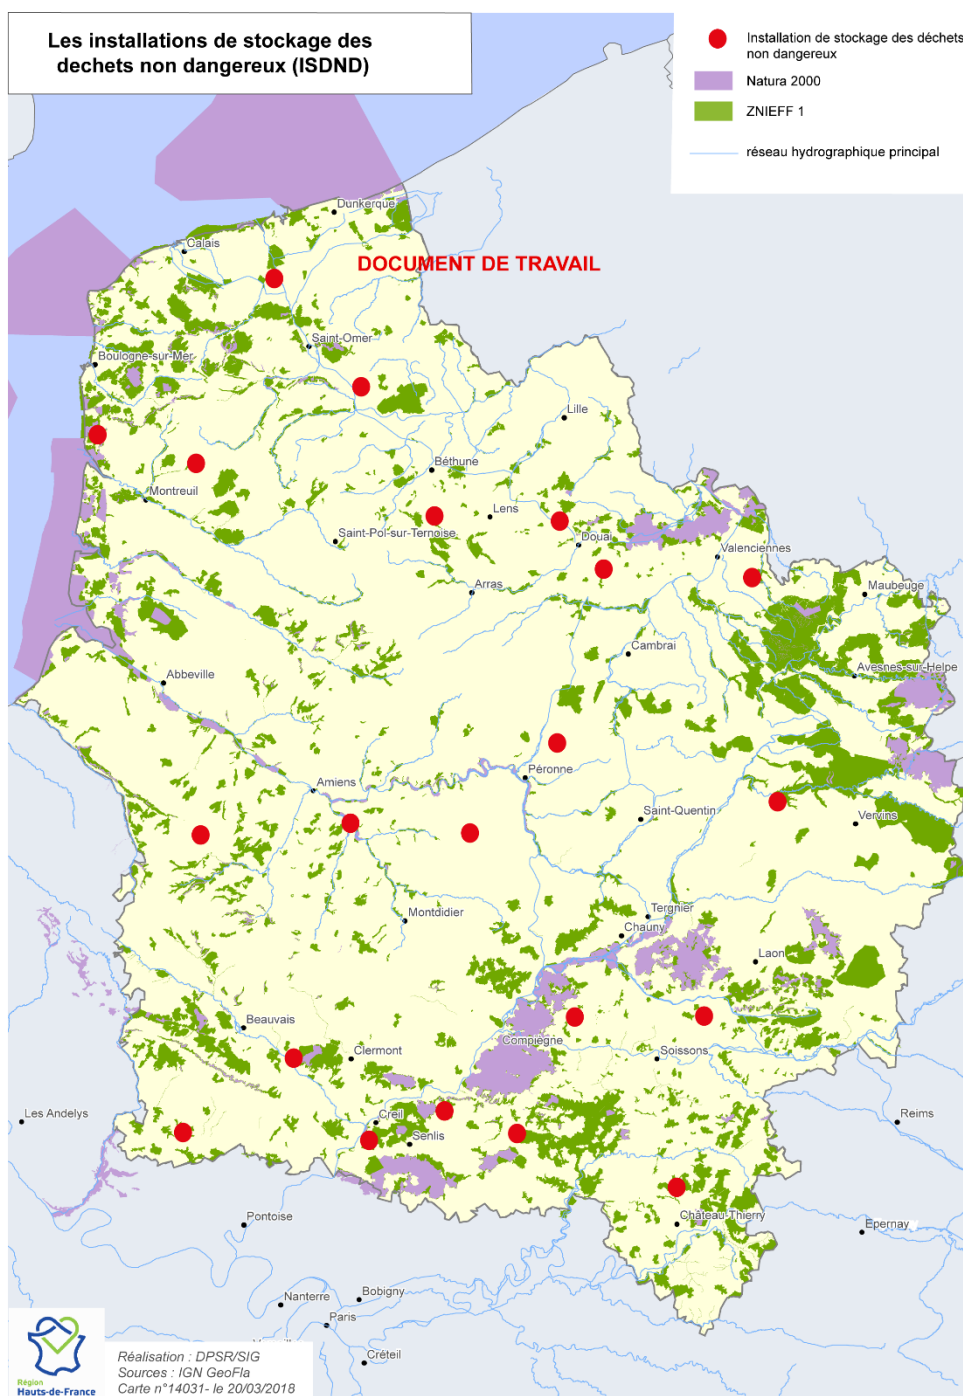 Les installations de stockage des
dechets non dangereux (ISDND)
Installation de stockage des déchets
non dangereux
Natura 2000
ZNIEFF 1
réseau hydrographique principal
Dunkerque
Calais
DOCUMENT DE TRAVAIL
Saint-Omer
Boulogne-sur-Mer
Lille
Béthune
Montreuil
Lens
Saint-Pol-sur-Ternoise
Douai
Valenciennes
Arras
Maubeuge
Cambrai
Avesnes-sur-Helpe
Abbeville
Péronne
Amiens
Saint-Quentin
Vervins
Montdidier
Tergnier
Chauny
Laon
Beauvais
Compiègne
Clermont
Soissons
Les Andelys
Creil
Senlis
Reims
Château-Thierry
Pontoise
Epernay
Nanterre
Bobigny
Paris
Créteil
Région
Hauts-de-France
Réalisation : DPSR/SIG
Sources : IGN GeoFla
Carte n°14031- le 20/03/2018